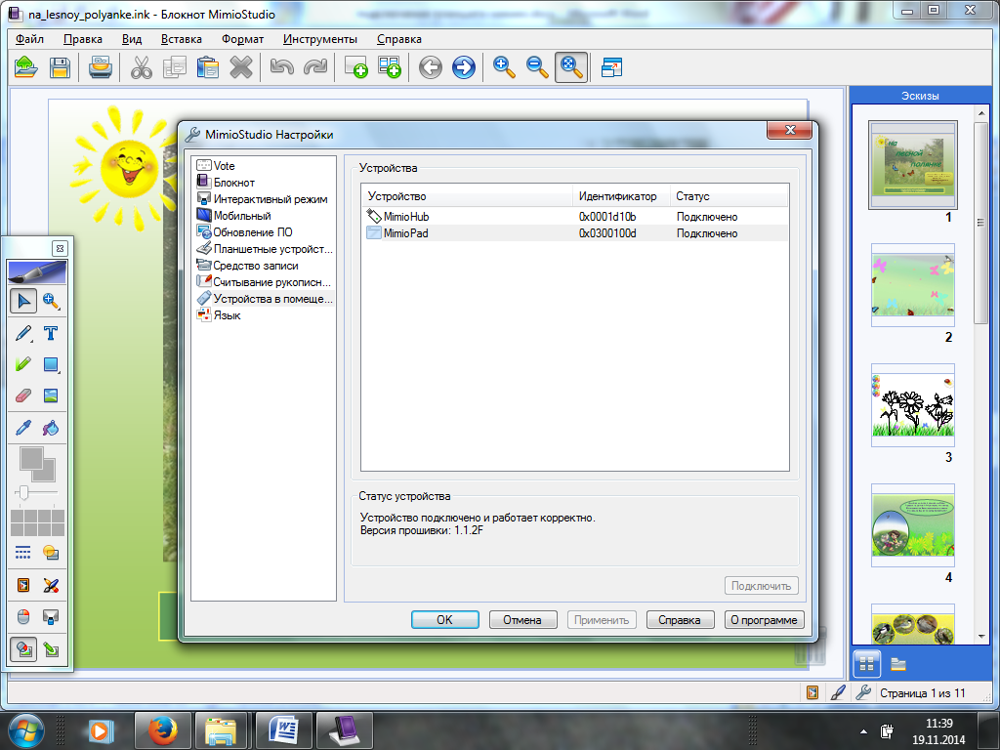 na_lesnoy_polyanke.ink - Блокнот MimioStudio
Файл Правка Вид Вставка Формат Инструменты Справка
Эскизы
MimioStudio Настройки
Vote
Блокнот
Интерактивный режим
Мобильный
Обновление ПО
Планшетные устройст...
Средство записи
Считывание рукописн...
Устройства в помеще...
Язык
Устройства
Устройство Идентификатор Статус
MimioHub 0x0001d10b Подключено
MimioPad 0x0300100d Подключено
Статус устройства
Устройство подключено и работает корректно.
Версия прошивки: 1.1.2F
Подключить
OK Отмена Применить Справка О программе
на
лесной
полянке
1
2
3
4
Страница 1 из 11
11:39
19.11.2014